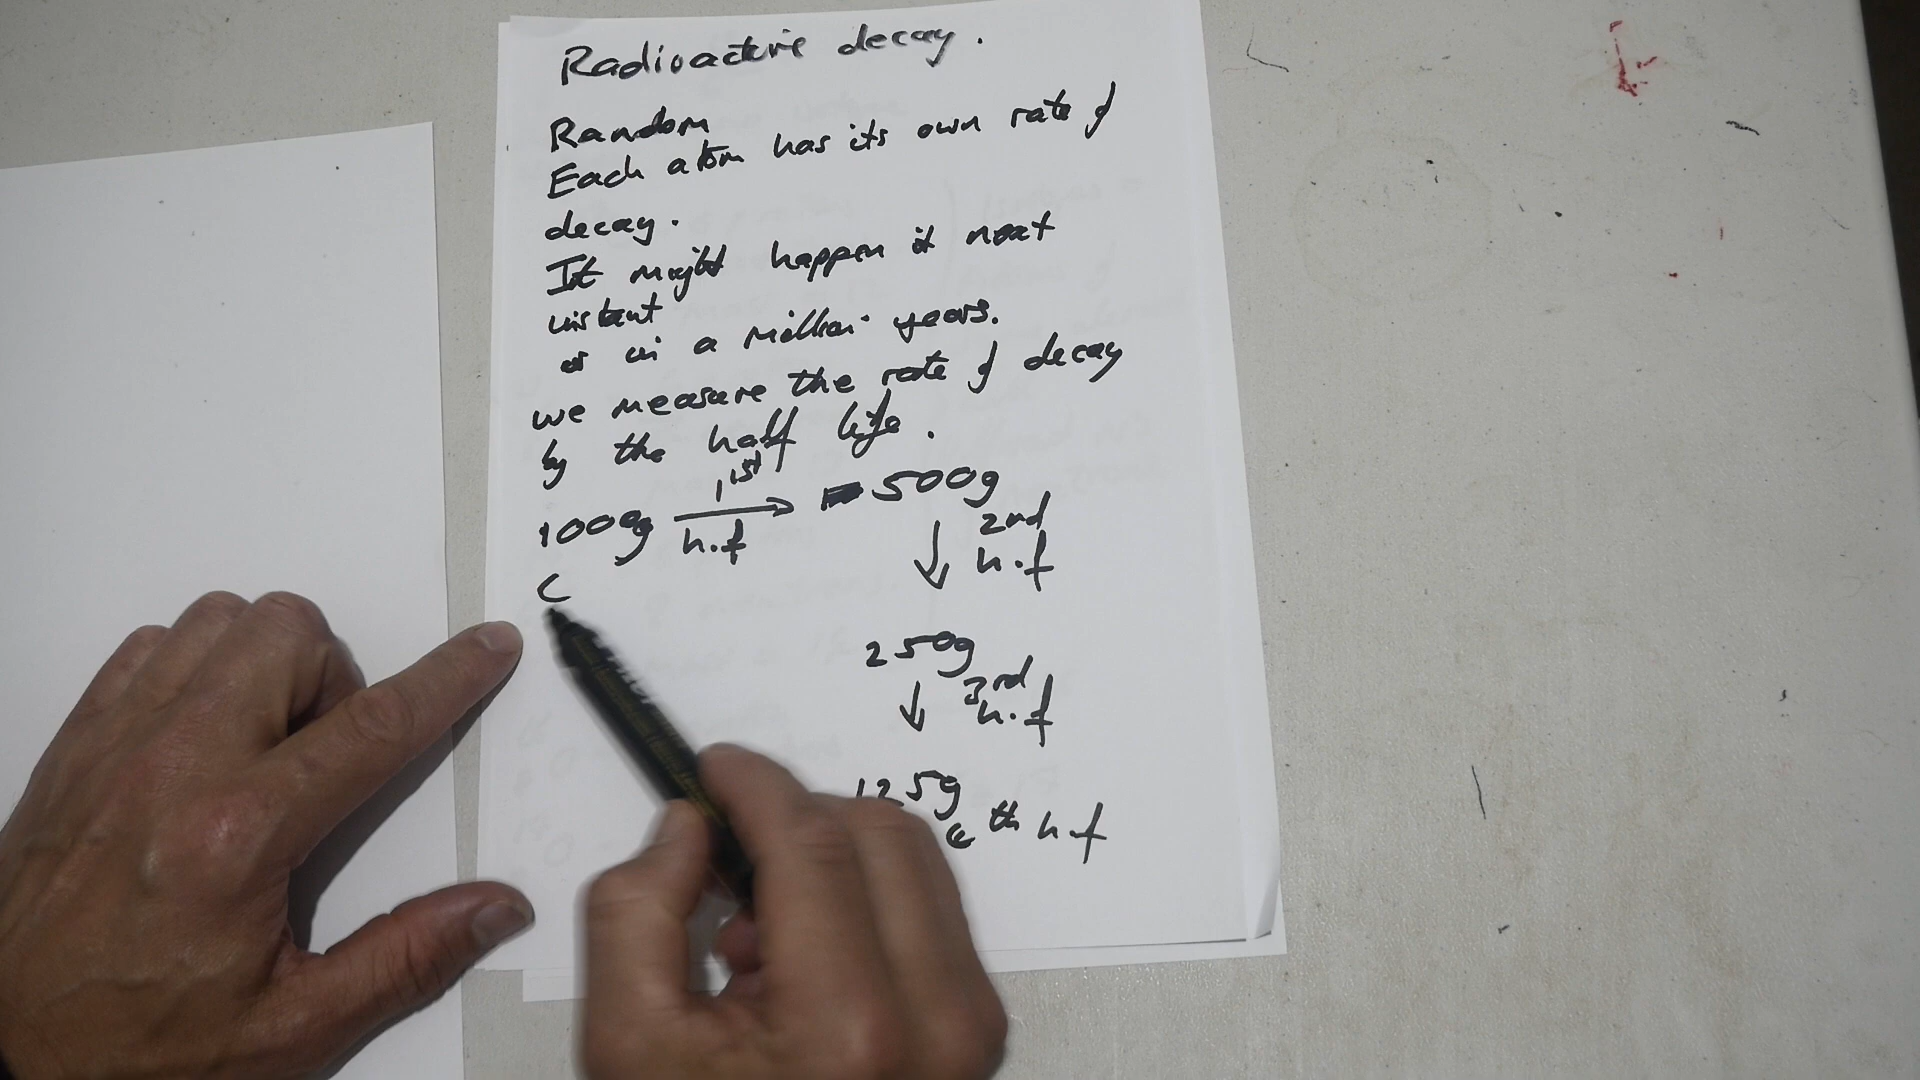 Radioactive decay.
Random
Each atom has its own rate of
decay.
It might happen it next
instant
or in a million years.
we measure the rate of decay
by the half life.
1000g 1st h.f 500g
2nd
h.f
250g
3rd
h.f
125g
th h.f
C